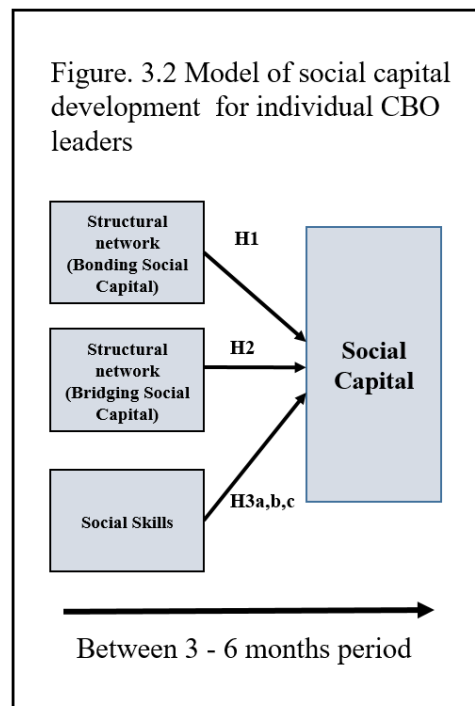 Figure. 3.2 Model of social capital
development for individual CBO
leaders
Structural
network
(Bonding Social
Capital)
H1
Structural
network
(Bridging Social
Capital)
H2
Social
Capital
Social Skills
H3a,b,c
Between 3 - 6 months period